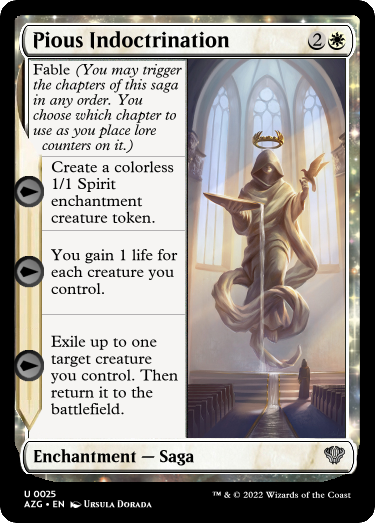 Pious Indoctrination 2
Fable (You may trigger
the chapters of this saga
in any order. You
choose which chapter to
use as you place lore
counters on it.)
Create a colorless
1/1 Spirit
enchantment
creature token.
You gain 1 life for
each creature you
control.
Exile up to one
target creature
you control. Then
return it to the
battlefield.
Enchantment — Saga
U 0025
AZG • EN Ursula Dorada
™ & © 2022 Wizards of the Coast